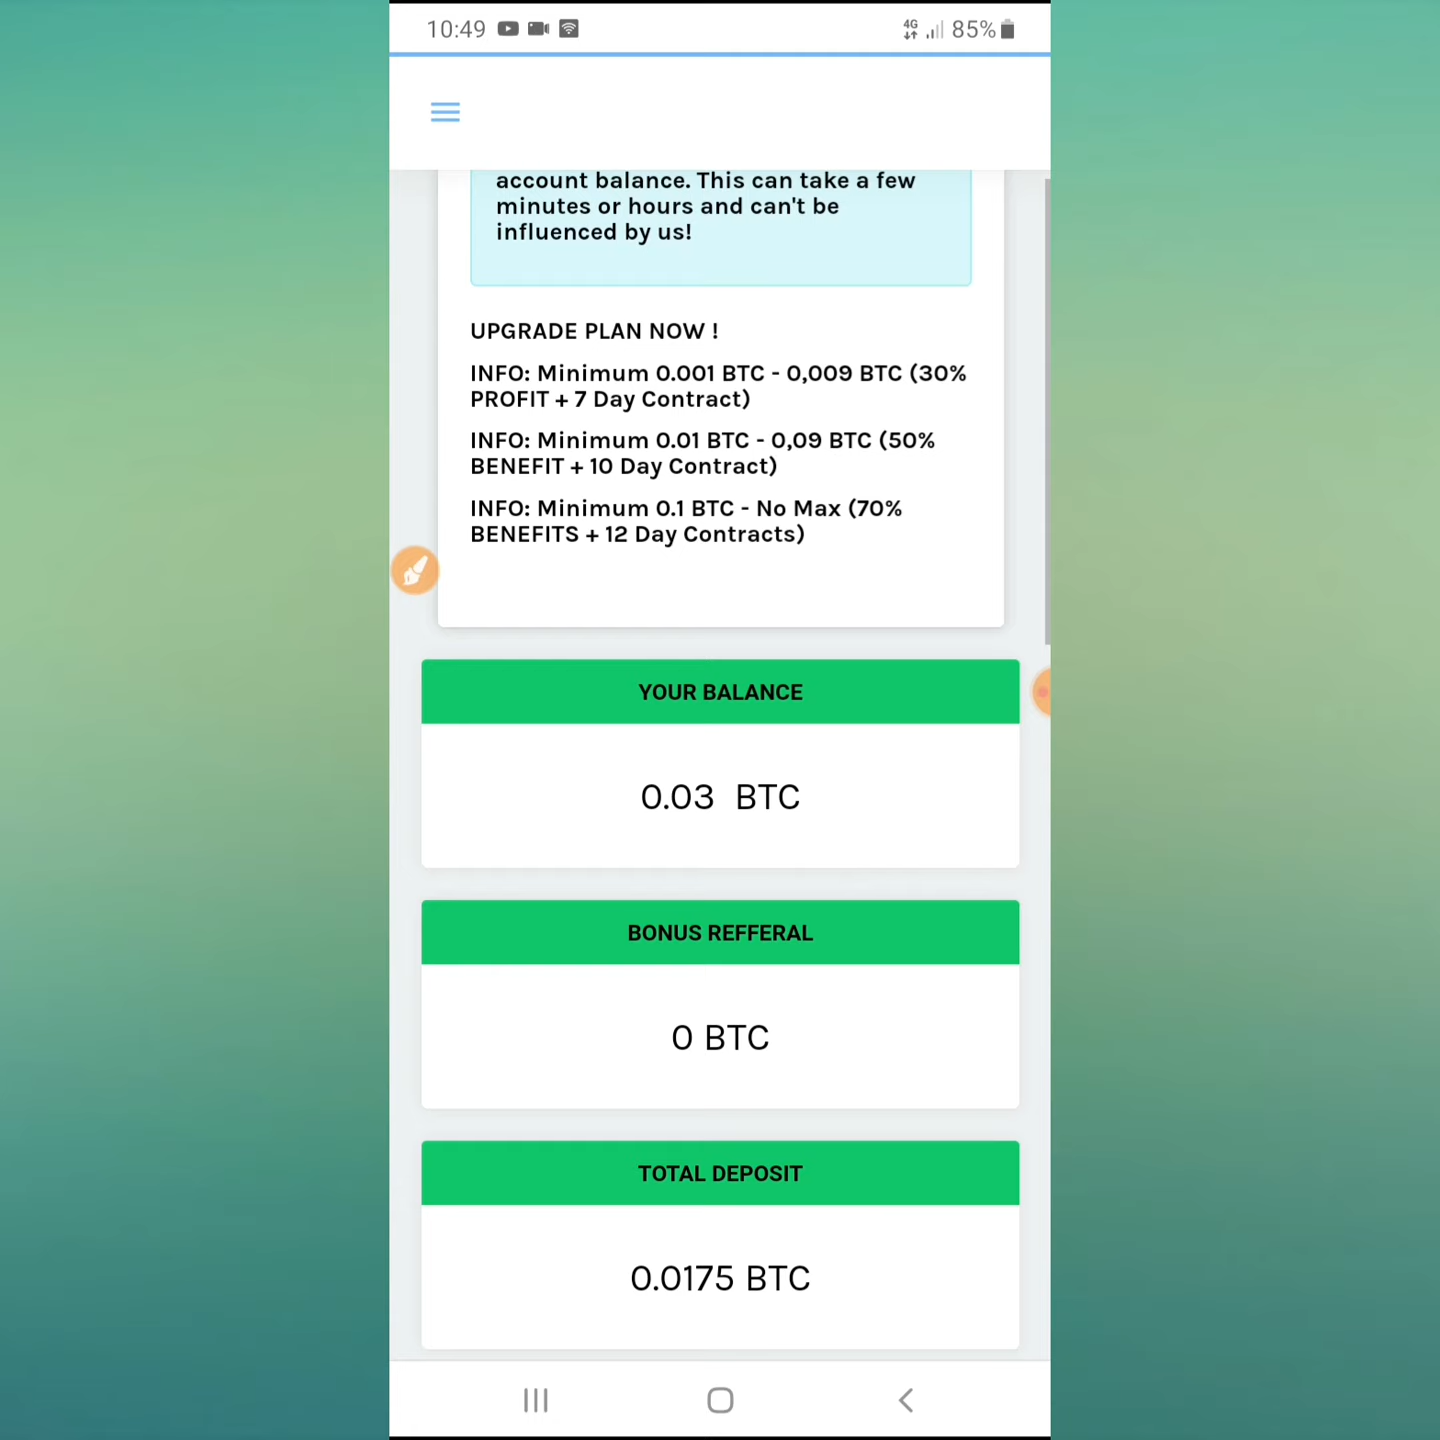 10:49
4G
85%
account balance. This can take a few
minutes or hours and can't be
influenced by us!
UPGRADE PLAN NOW !
INFO: Minimum 0.001 BTC - 0,009 BTC (30%
PROFIT + 7 Day Contract)
INFO: Minimum 0.01 BTC - 0,09 BTC (50%
BENEFIT + 10 Day Contract)
INFO: Minimum 0.1 BTC - No Max (70%
BENEFITS + 12 Day Contracts)
YOUR BALANCE
0.03 BTC
BONUS REFFERAL
0 BTC
TOTAL DEPOSIT
0.0175 BTC